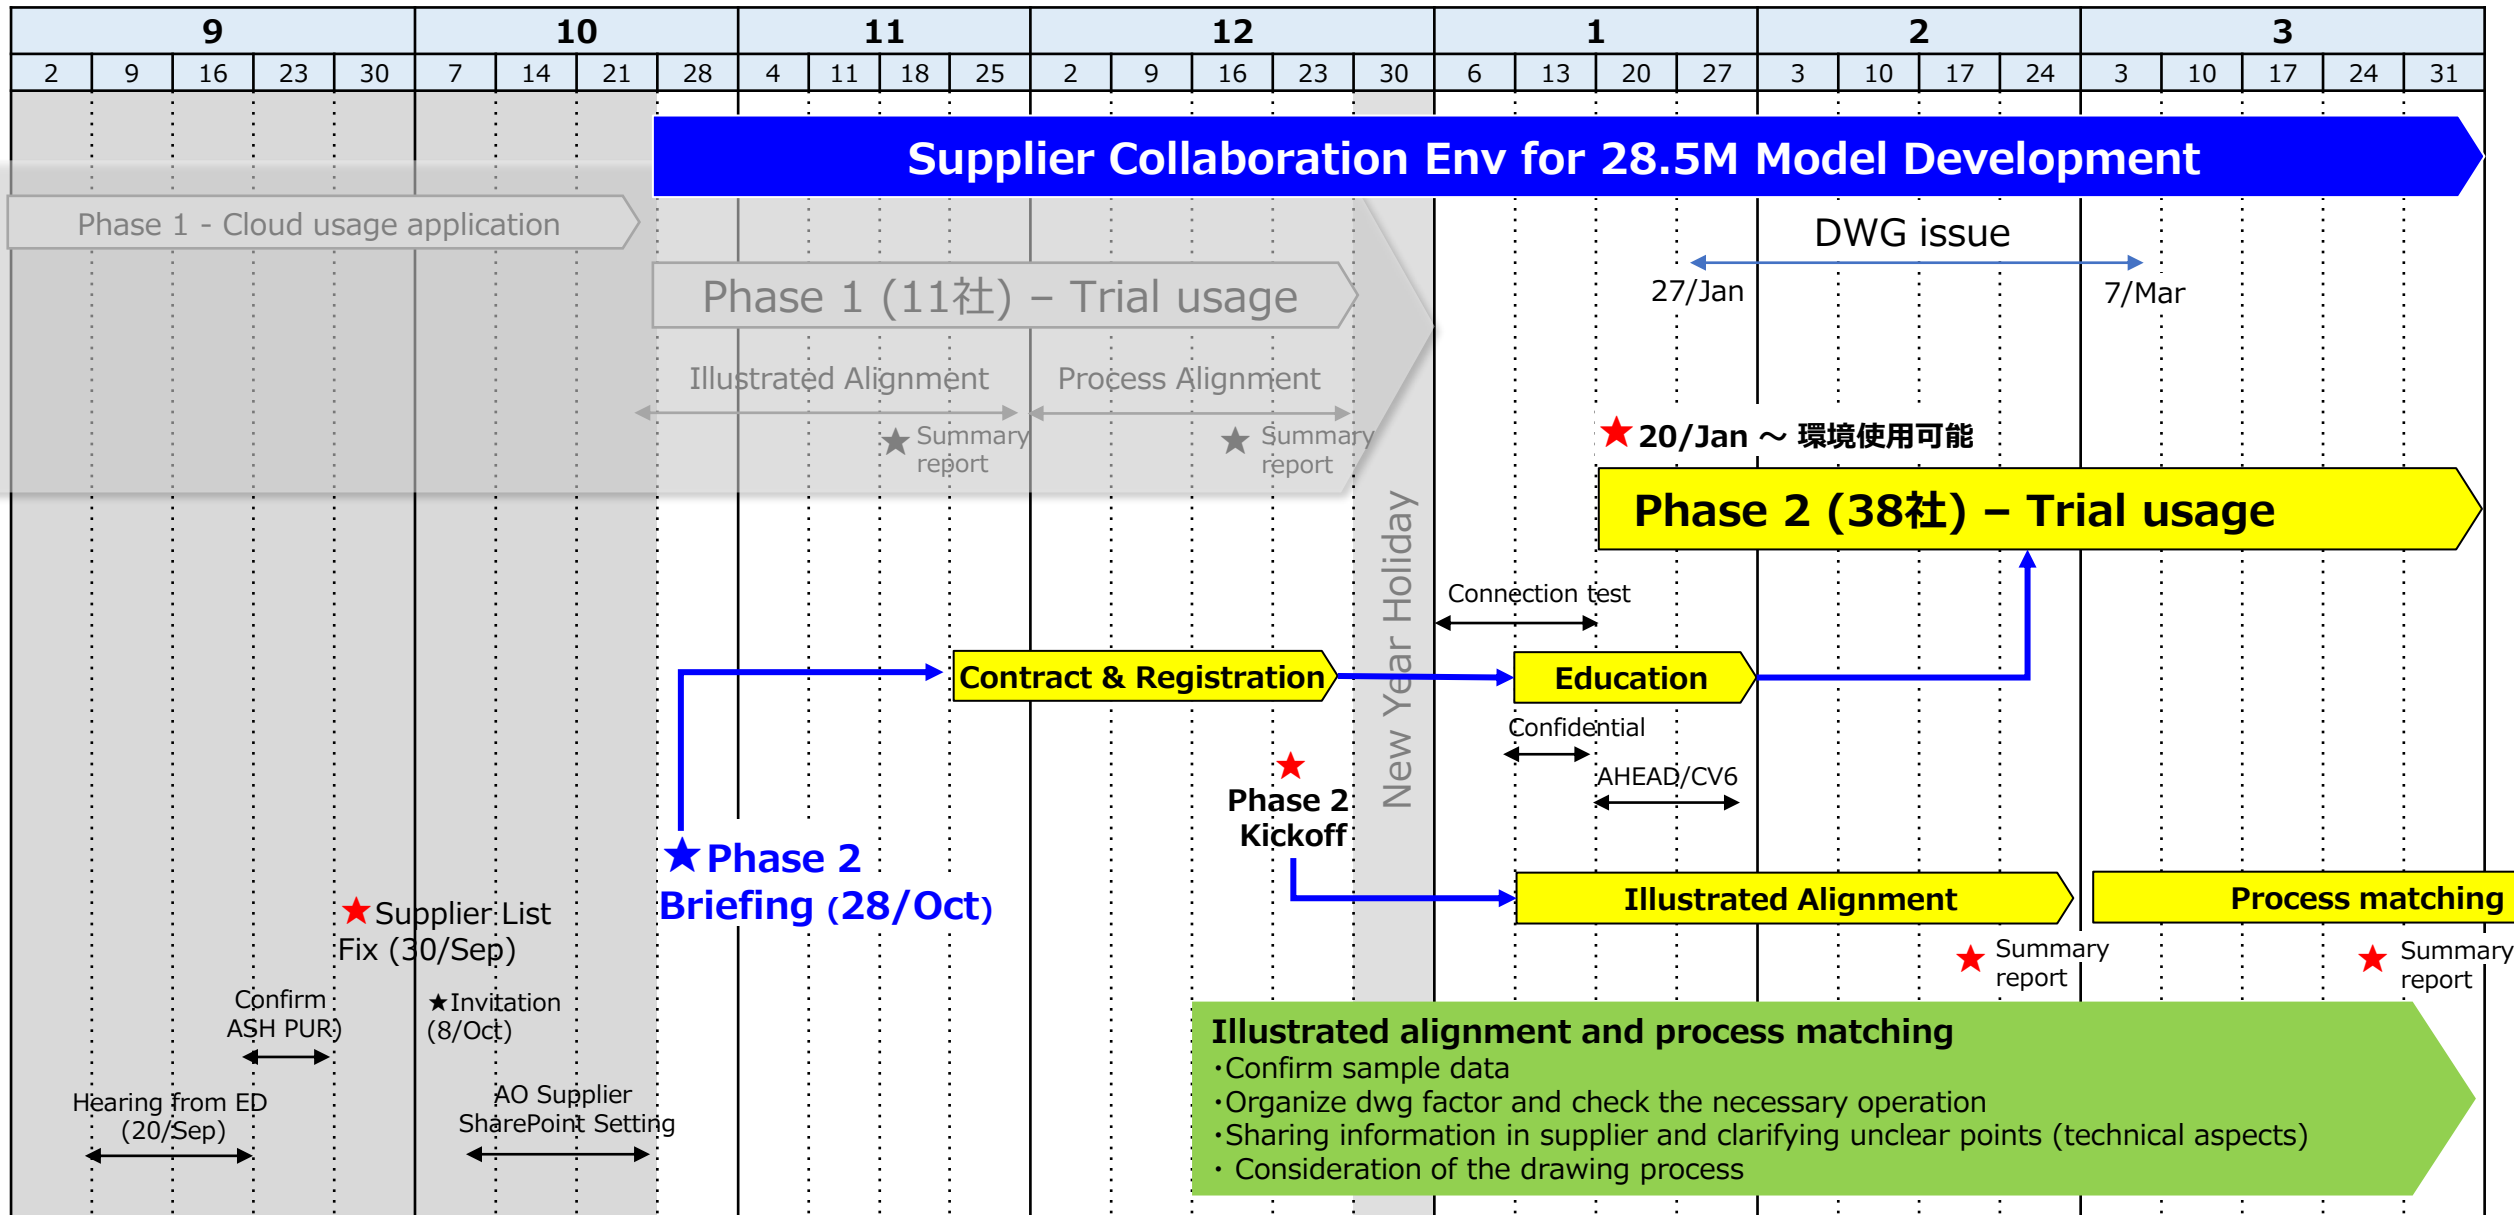 9 10 11 12 1 2 3
2 9 16 23 30 7 14 21 28 4 11 18 25 2 9 16 23 30 6 13 20 27 3 10 17 24 3 10 17 24 31
Supplier Collaboration Env for 28.5M Model Development
Phase 1 - Cloud usage application
DWG issue
27/Jan
7/Mar
Phase 1 (11社) – Trial usage
Illustrated Alignment
Process Alignment
★ Summary
report
★ Summary
report
★ 20/Jan ～ 環境使用可能
Phase 2 (38社) – Trial usage
New Year Holiday
Connection test
Contract & Registration
Education
Confidential
AHEAD/CV6
★
Phase 2
Kickoff
★ Phase 2
Briefing (28/Oct)
Illustrated Alignment
Process matching
★ Supplier List
Fix (30/Sep)
★ Summary
report
★ Summary
report
Confirm
ASH PUR)
★Invitation
(8/Oct)
Hearing from ED
(20/Sep)
AO Supplier
SharePoint Setting
Illustrated alignment and process matching
・Confirm sample data
・Organize dwg factor and check the necessary operation
・Sharing information in supplier and clarifying unclear points (technical aspects)
・ Consideration of the drawing process